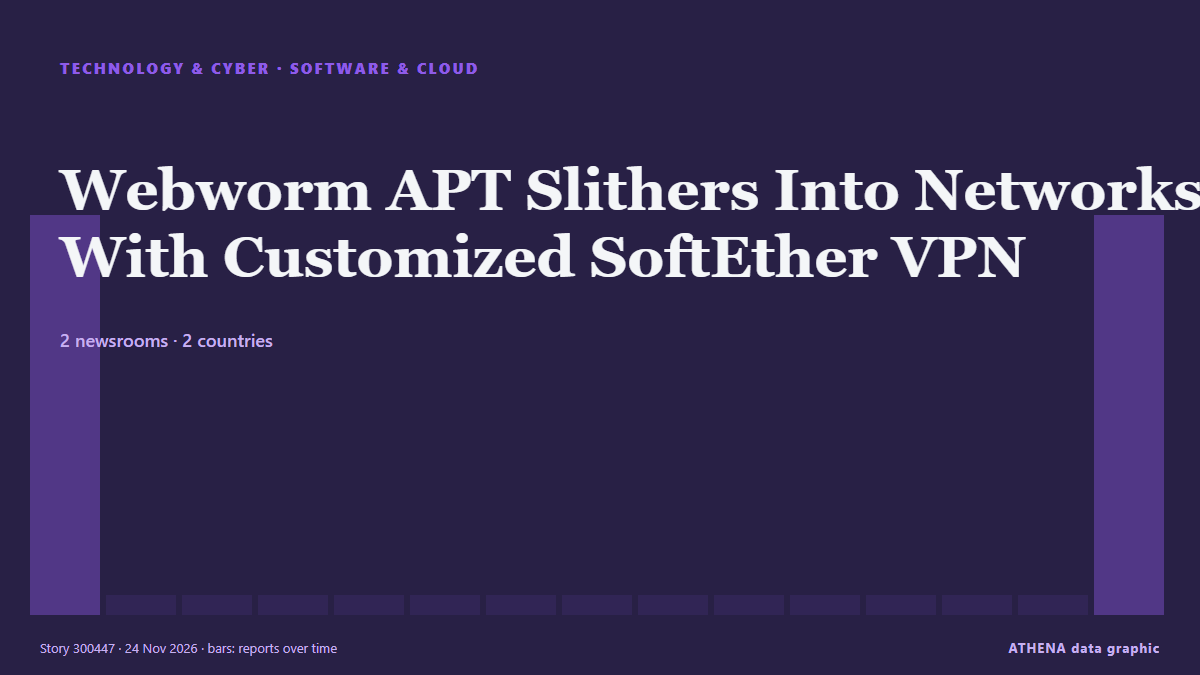 TECHNOLOGY & CYBER · SOFTWARE & CLOUD
Webworm APT Slithers Into Networks
With Customized SoftEther VPN
2 newsrooms · 2 countries
Story 300447 · 24 Nov 2026 · bars: reports over time
ATHENA data graphic